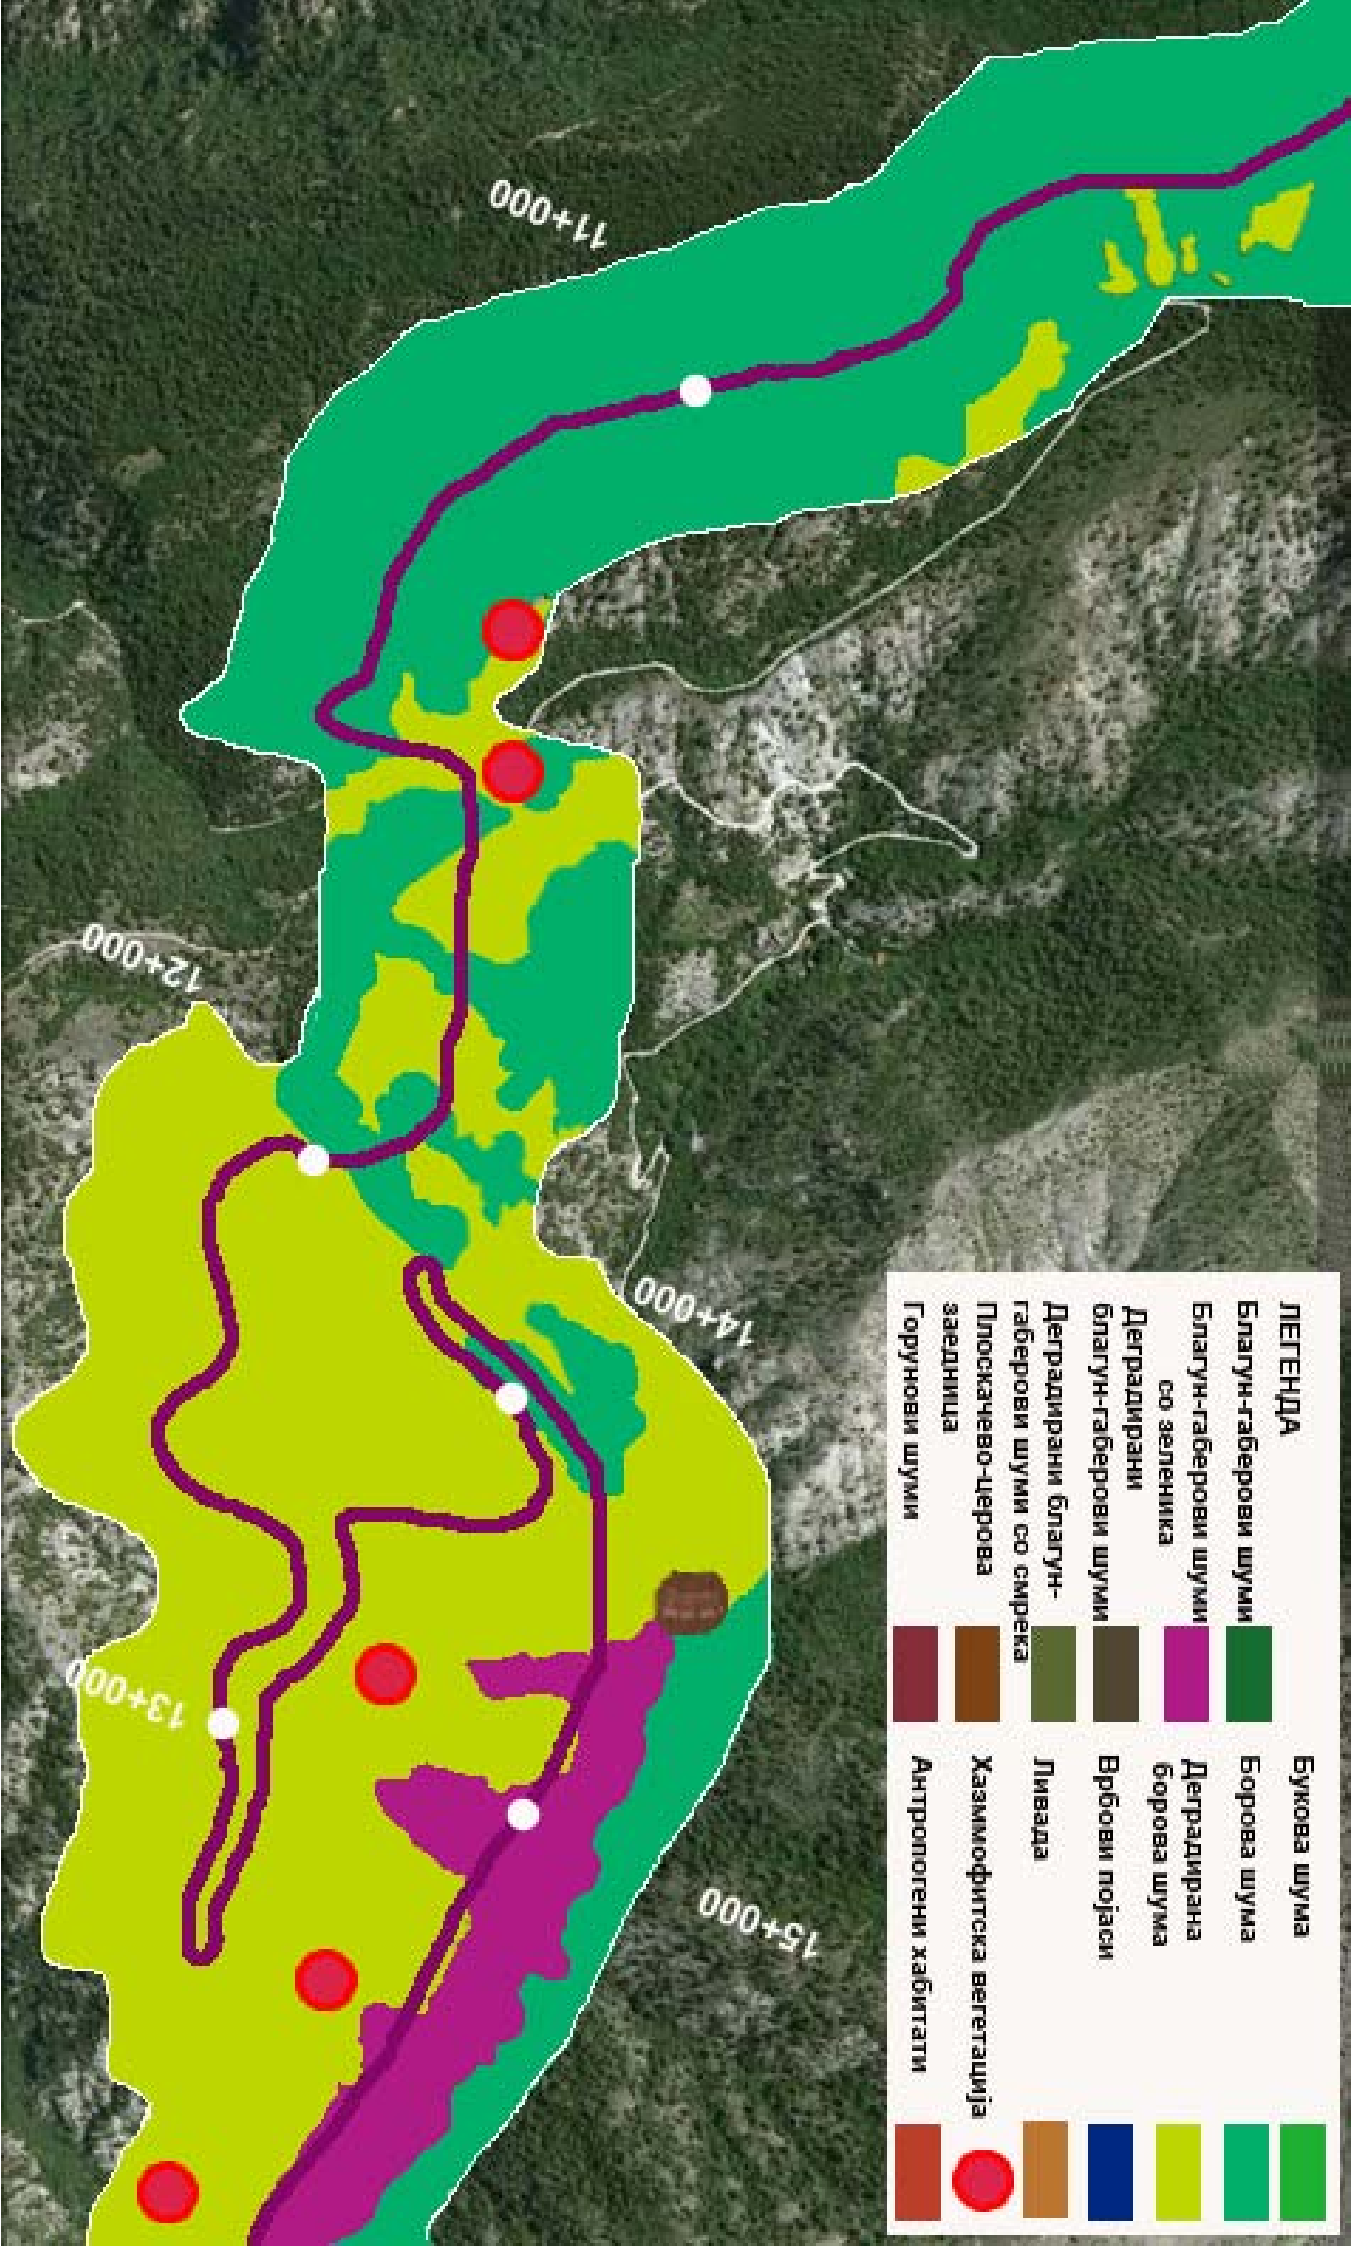 11+000
12+000
13+000
14+000
15+000
ЛЕГЕНДА
Благун-габерови шуми
Благун-габерови шуми
со зеленика
Деградирани
благун-габерови шуми
Деградирани благун-
габерови шуми со смрека
Плоскачево-церова
заедница
Горунови шуми
Букова шума
Борова шума
Деградирана
борова шума
Врбови појаси
Ливада
Хазмофитска вегетација
Антропогени хабитати